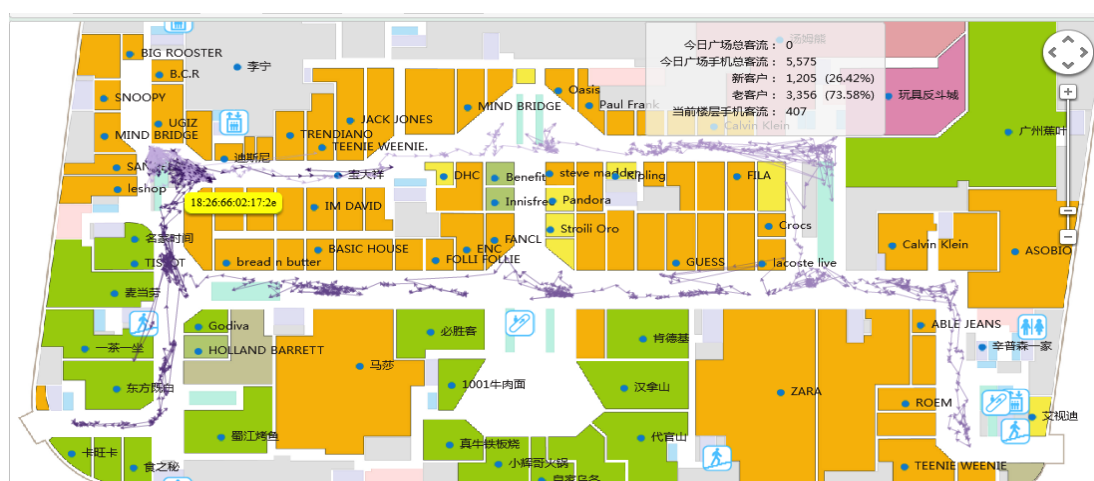 BIG ROOSTER
B.C.R
李宁
SNOOPY
UGIZ
MIND BRIDGE
迪斯尼
JACK JONES
TRENDIANO
TEENIE WEENIE.
MIND BRIDGE
Oasis
Paul Frank
汤姆熊
今日广场总客流： 0
今日广场手机总客流： 5,575
新客户： 1,205 (26.42%)
老客户： 3,356 (73.58%)
当前楼层手机客流： 407
Calvin Klein
玩具反斗城
广州蕉叶
leshop
18:26:66:02:17:2e
宝大祥
DHC
Benefit
Innisfree
steve madden
Kipling
Pandora
Stroili Oro
FILA
Crocs
IM DAVID
名家时间
TISSOT
BASIC HOUSE
bread n butter
FANCL
ENC
FOLLI FOLLIE
GUESS
lacoste live
Calvin Klein
ASOBIO
麦当劳
Godiva
HOLLAND BARRETT
一茶一坐
东方既白
马莎
必胜客
1001牛肉面
肯德基
汉拿山
ZARA
ABLE JEANS
辛普森一家
ROEM
艾视迪
蜀江烤鱼
真牛铁板烧
代官山
卡旺卡
食之秘
小辉哥火锅
TEENIE WEENIE